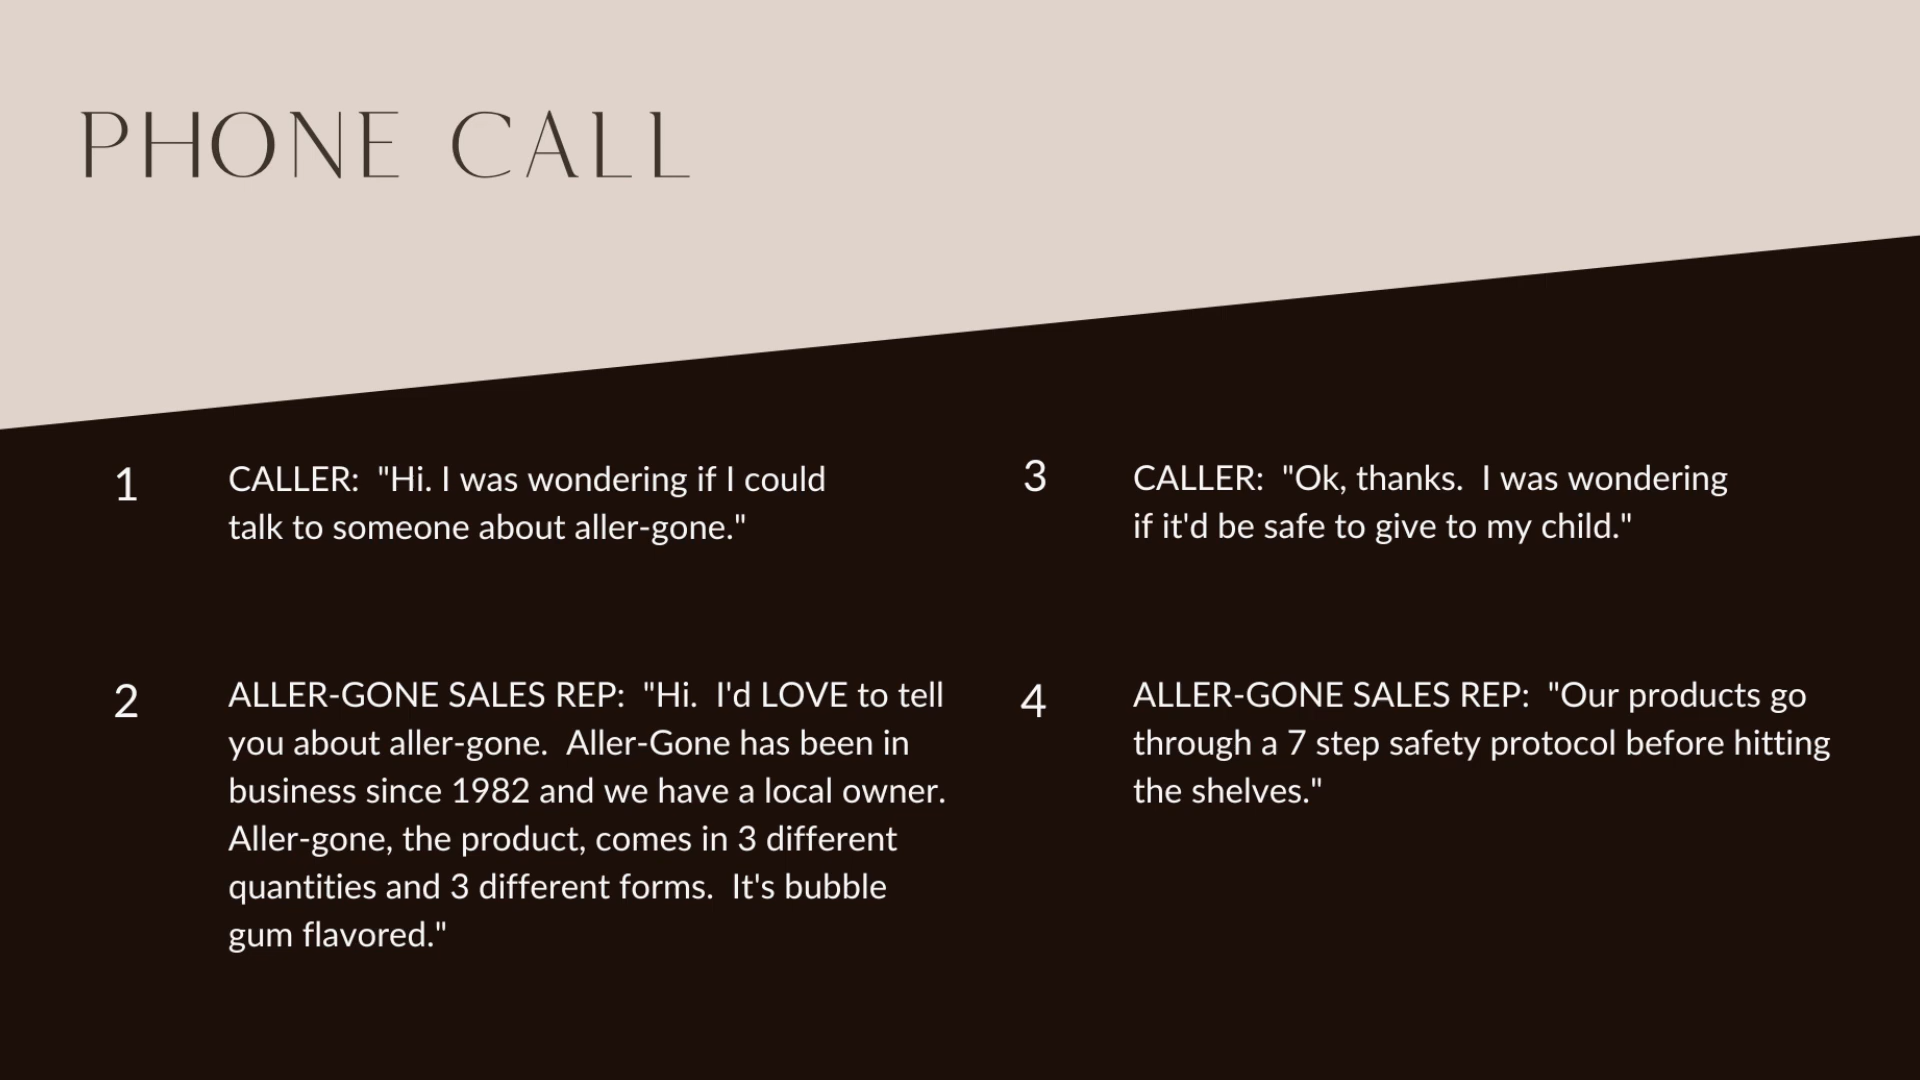 PHONE CALL
1
CALLER:  "Hi. I was wondering if I could
talk to someone about aller-gone."
2
ALLER-GONE SALES REP:  "Hi.  I'd LOVE to tell
you about aller-gone.  Aller-Gone has been in
business since 1982 and we have a local owner.
Aller-gone, the product, comes in 3 different
quantities and 3 different forms.  It's bubble
gum flavored."
3
CALLER:  "Ok, thanks.  I was wondering
if it'd be safe to give to my child."
4
ALLER-GONE SALES REP:  "Our products go
through a 7 step safety protocol before hitting
the shelves."